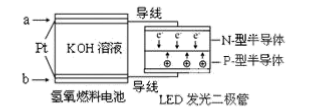 导线
a
Pt
KOH 溶液
e⁻ e⁻ e⁻
N-型半导体
P-型半导体
b
导线
氢氧燃料电池
LED 发光二极管